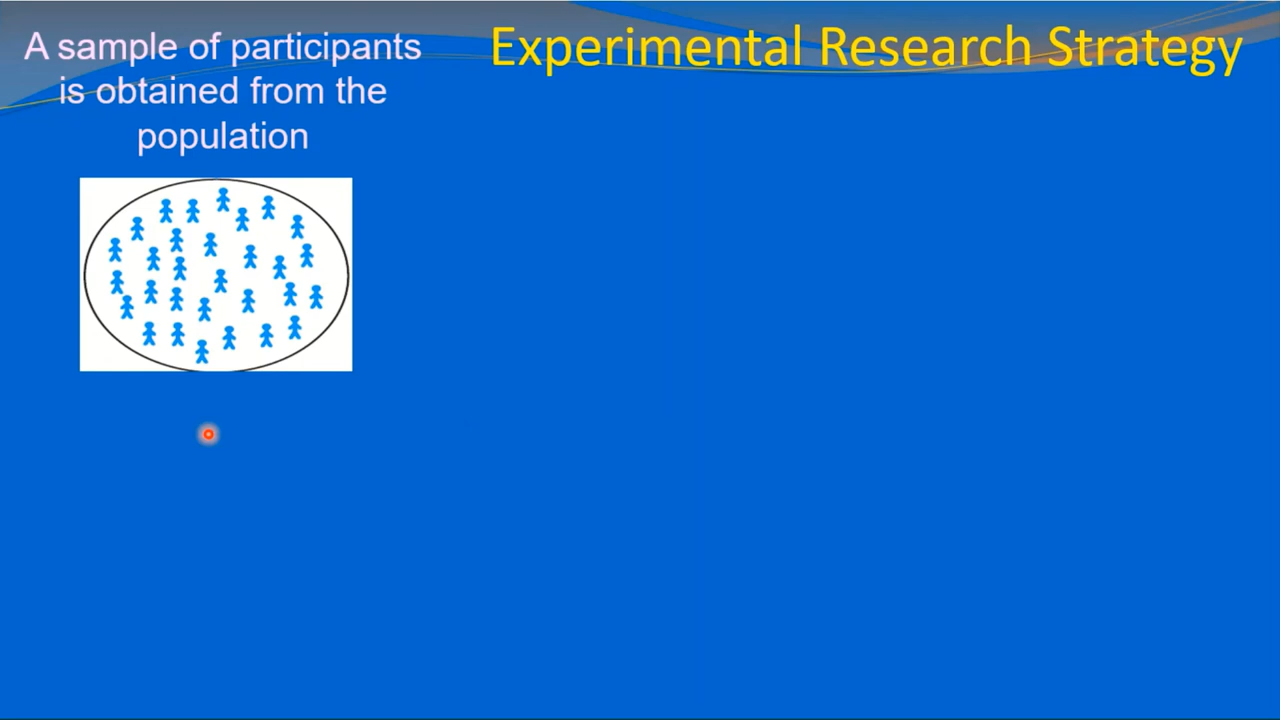 A sample of participants
is obtained from the
population
Experimental Research Strategy